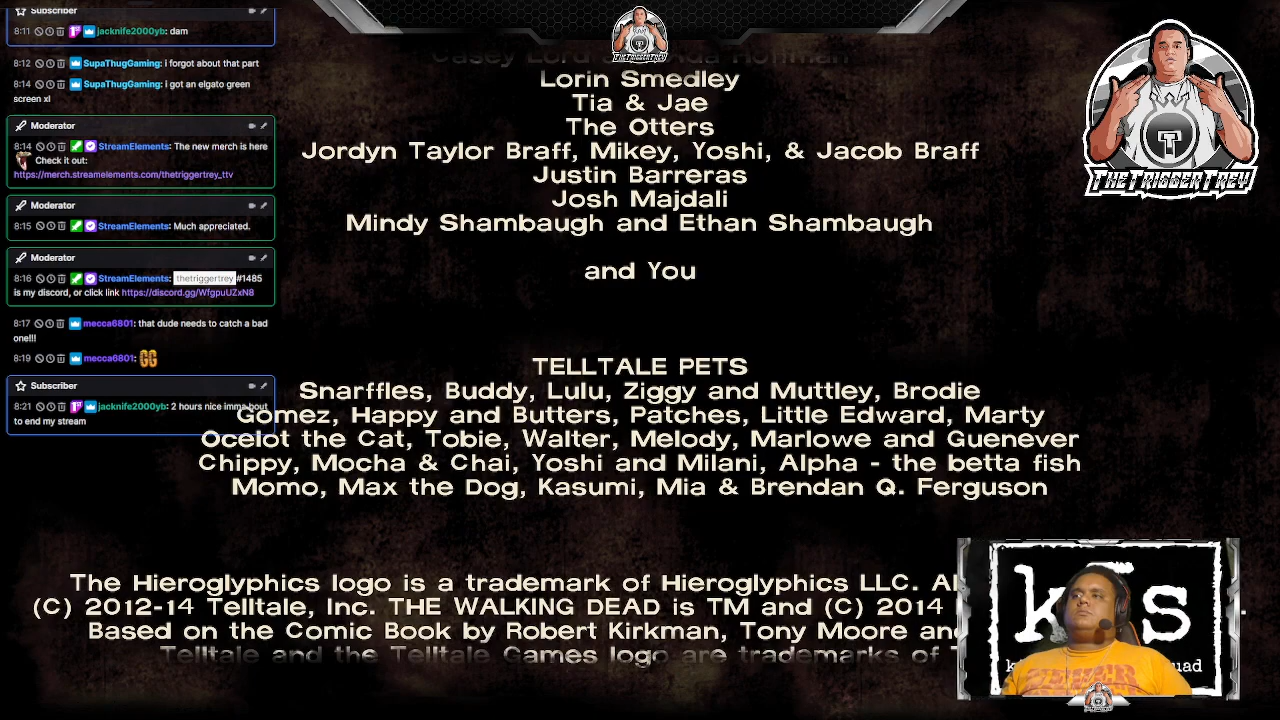 Subscriber
8:11 jacknife2000yb: dam
8:12 SupaThugGaming: i forgot about that part
8:14 SupaThugGaming: i got an elgato green
screen xl
Moderator
8:14 StreamElements: The new merch is here
Check it out:
https://merch.streamelements.com/thetriggertrey_ttv
Moderator
8:15 StreamElements: Much appreciated.
Moderator
8:16 StreamElements: thetriggertrey #1485
is my discord, or click link https://discord.gg/WfgpuUZxN8
8:17 mecca6801: that dude needs to catch a bad
one!!!
8:19 mecca6801: GG
Subscriber
8:21 jacknife2000yb: 2 hours nice imma bout
to end my stream
Lorin Smedley
Tia & Jae
The Otters
Jordyn Taylor Braff, Mikey, Yoshi, & Jacob Braff
Justin Barreras
Josh Majdali
Mindy Shambaugh and Ethan Shambaugh
and You
TELLTALE PETS
Snarffles, Buddy, Lulu, Ziggy and Muttley, Brodie
Gomez, Happy and Butters, Patches, Little Edward, Marty
Ocelot the Cat, Tobie, Walter, Melody, Marlowe and Guenever
Chippy, Mocha & Chai, Yoshi and Milani, Alpha - the betta fish
Momo, Max the Dog, Kasumi, Mia & Brendan Q. Ferguson
The Hieroglyphics logo is a trademark of Hieroglyphics LLC.
(C) 2012-14 Telltale, Inc. THE WALKING DEAD is TM and (C) 2014
Based on the Comic Book by Robert Kirkman, Tony Moore and
Telltale and the Telltale Games logo are trademarks of
THETRIGGERTREY